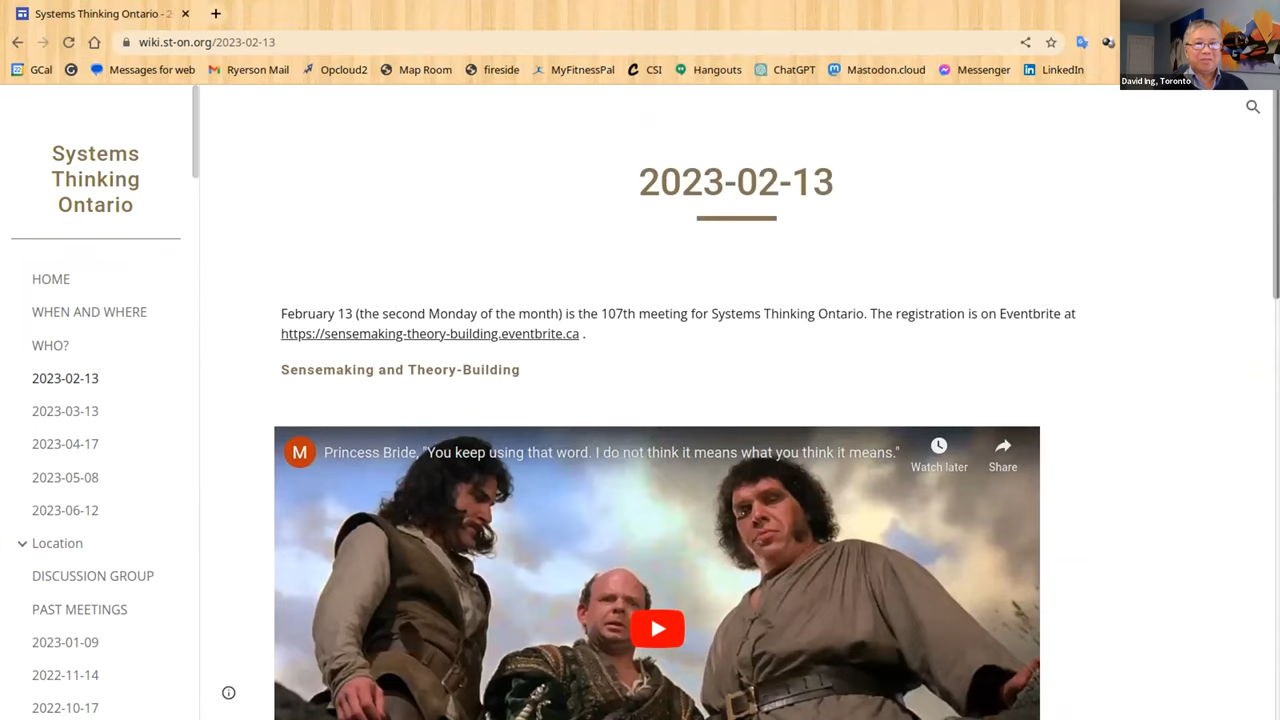 Systems Thinking Ontario - 2
wiki.st-on.org/2023-02-13
22 GCal Messages for web Ryerson Mail Opcloud2 Map Room fireside MyFitnessPal CSI Hangouts ChatGPT Mastodon.cloud Messenger LinkedIn
David Ing, Toronto
Systems
Thinking
Ontario
HOME
WHEN AND WHERE
WHO?
2023-02-13
2023-03-13
2023-04-17
2023-05-08
2023-06-12
Location
DISCUSSION GROUP
PAST MEETINGS
2023-01-09
2022-11-14
2022-10-17
2023-02-13
February 13 (the second Monday of the month) is the 107th meeting for Systems Thinking Ontario. The registration is on Eventbrite at
https://sensemaking-theory-building.eventbrite.ca .
Sensemaking and Theory-Building
M Princess Bride, "You keep using that word. I do not think it means what you think it means."
Watch later
Share